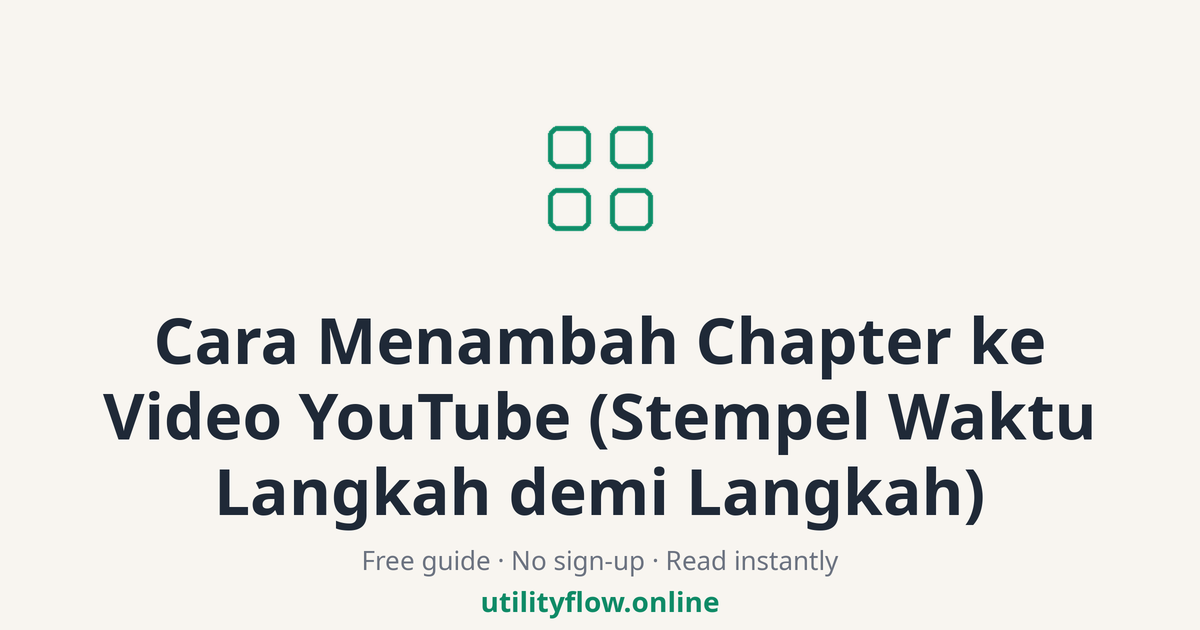 Cara Menambah Chapter ke
Video YouTube (Stempel Waktu
Langkah demi Langkah)
Free guide · No sign-up · Read instantly
utilityflow.online